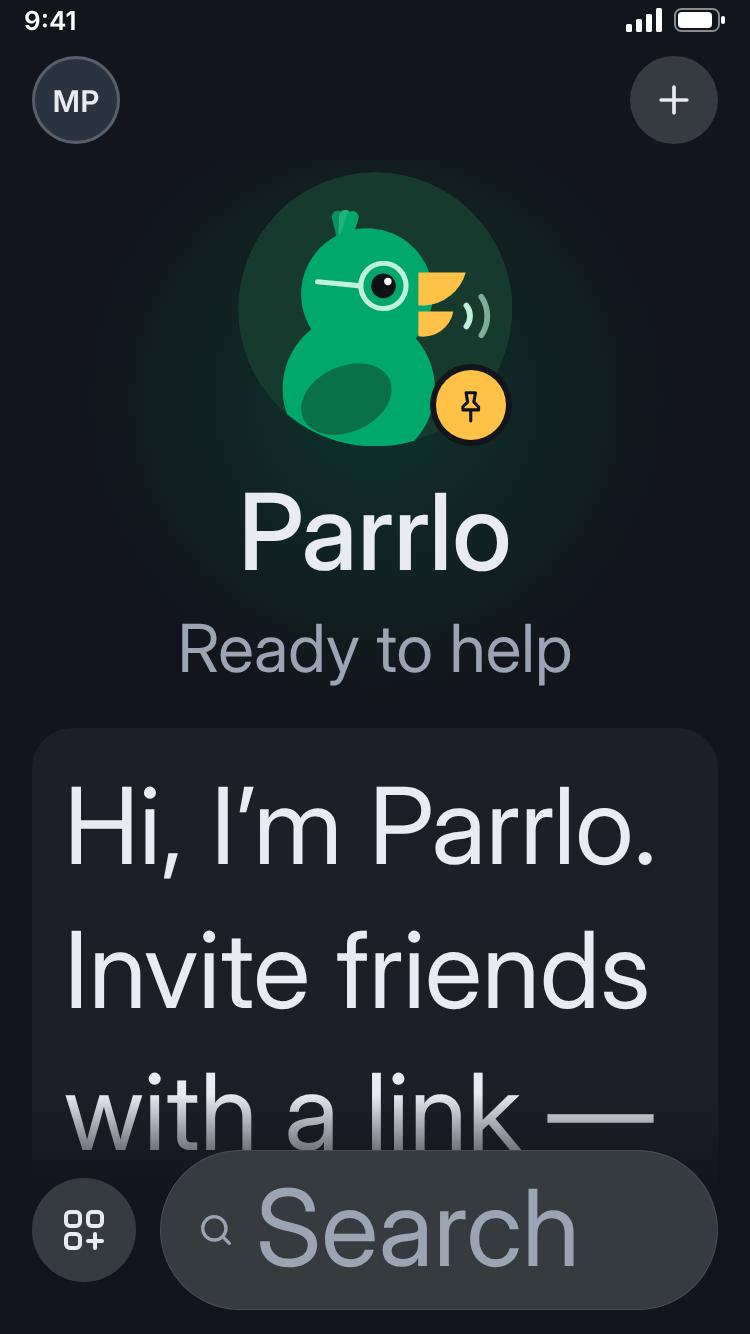 9:41
MP
Parrlo
Ready to help
Hi, I’m Parrlo.
Invite friends
with a link —
Search